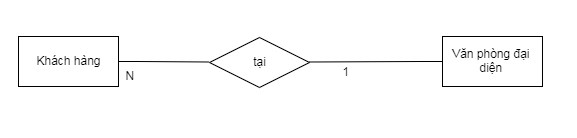 Khách hàng
N
tại
1
Văn phòng đại
diện